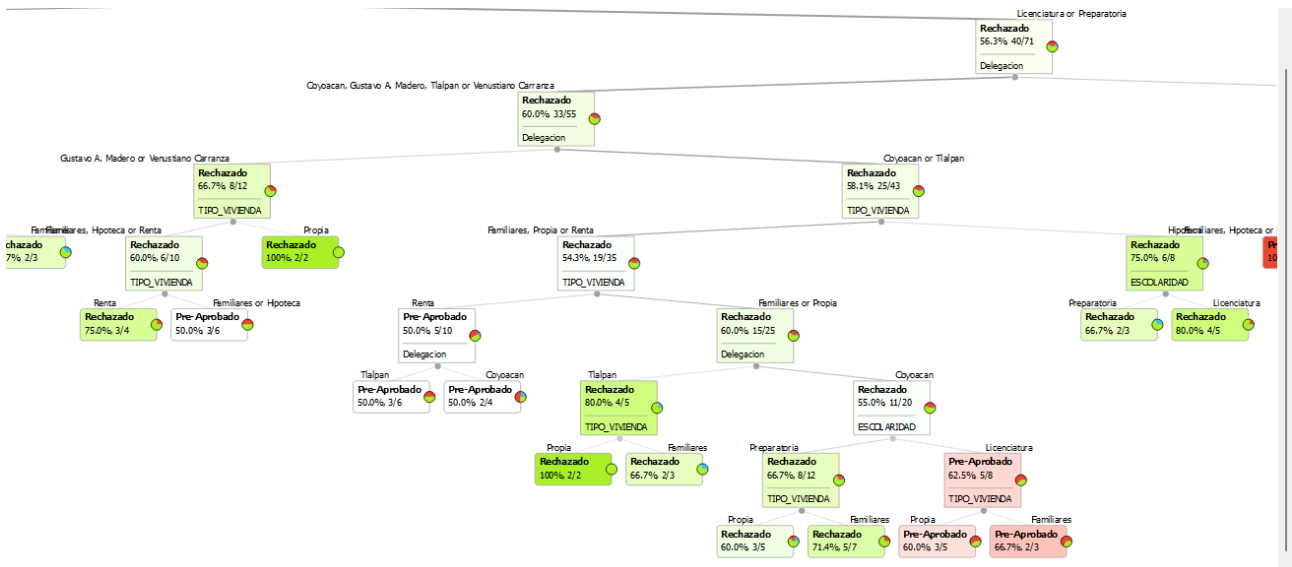 Licenciatura or Preparatoria
Rechazado
56.3%, 40/71
Delegacion
Coyoacan, Gustavo A. Madero, Tlalpan or Venustiano Carranza
Rechazado
60.0%, 33/55
Delegacion
Gustavo A. Madero or Venustiano Carranza
Rechazado
66.7%, 8/12
TIPO_VIVIENDA
Coyoacan or Tlalpan
Rechazado
58.1%, 25/43
TIPO_VIVIENDA
chazado
7%, 2/3
Familiares, Hipoteca or Renta
Rechazado
60.0%, 6/10
TIPO_VIVIENDA
Propia
Rechazado
100%, 2/2
Familiares, Propia or Renta
Rechazado
54.3%, 19/35
TIPO_VIVIENDA
Rechazado
75.0%, 6/8
ESCOLARIDAD
Renta
Rechazado
75.0%, 3/4
Familiares or Hipoteca
Pre-Aprobado
50.0%, 3/6
Renta
Pre-Aprobado
50.0%, 5/10
Delegacion
Familiares or Propia
Rechazado
60.0%, 15/25
Delegacion
Preparatoria
Rechazado
66.7%, 2/3
Licenciatura
Rechazado
80.0%, 4/5
Tlalpan
Pre-Aprobado
50.0%, 3/6
Coyoacan
Pre-Aprobado
50.0%, 2/4
Tlalpan
Rechazado
80.0%, 4/5
TIPO_VIVIENDA
Coyoacan
Rechazado
55.0%, 11/20
ESCOLARIDAD
Propia
Rechazado
100%, 2/2
Familiares
Rechazado
66.7%, 2/3
Preparatoria
Rechazado
66.7%, 8/12
TIPO_VIVIENDA
Licenciatura
Pre-Aprobado
62.5%, 5/8
TIPO_VIVIENDA
Propia
Rechazado
60.0%, 3/5
Familiares
Rechazado
71.4%, 5/7
Propia
Pre-Aprobado
60.0%, 3/5
Familiares
Pre-Aprobado
66.7%, 2/3